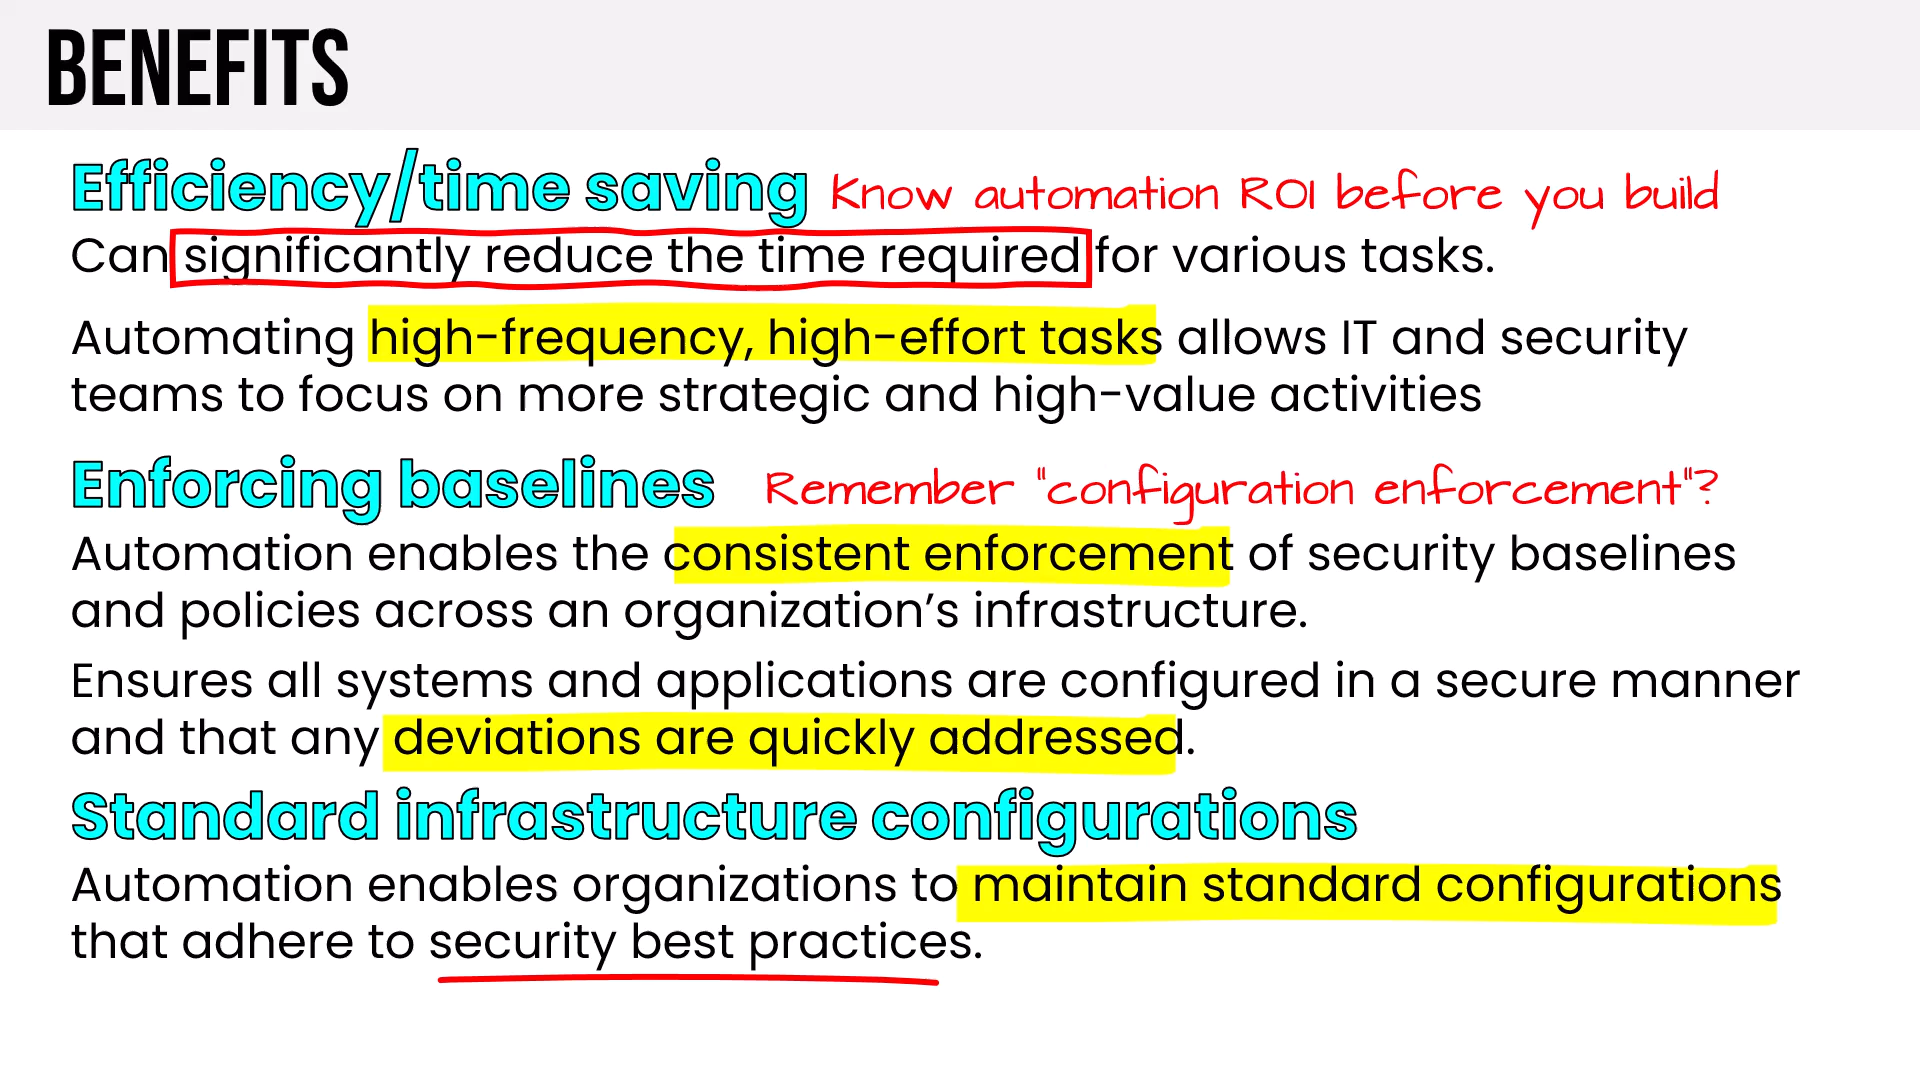 BENEFITS
Efficiency/time saving Know automation ROI before you build
Can significantly reduce the time required for various tasks.
Automating high-frequency, high-effort tasks allows IT and security
teams to focus on more strategic and high-value activities
Enforcing baselines Remember "configuration enforcement"?
Automation enables the consistent enforcement of security baselines
and policies across an organization’s infrastructure.
Ensures all systems and applications are configured in a secure manner
and that any deviations are quickly addressed.
Standard infrastructure configurations
Automation enables organizations to maintain standard configurations
that adhere to security best practices.